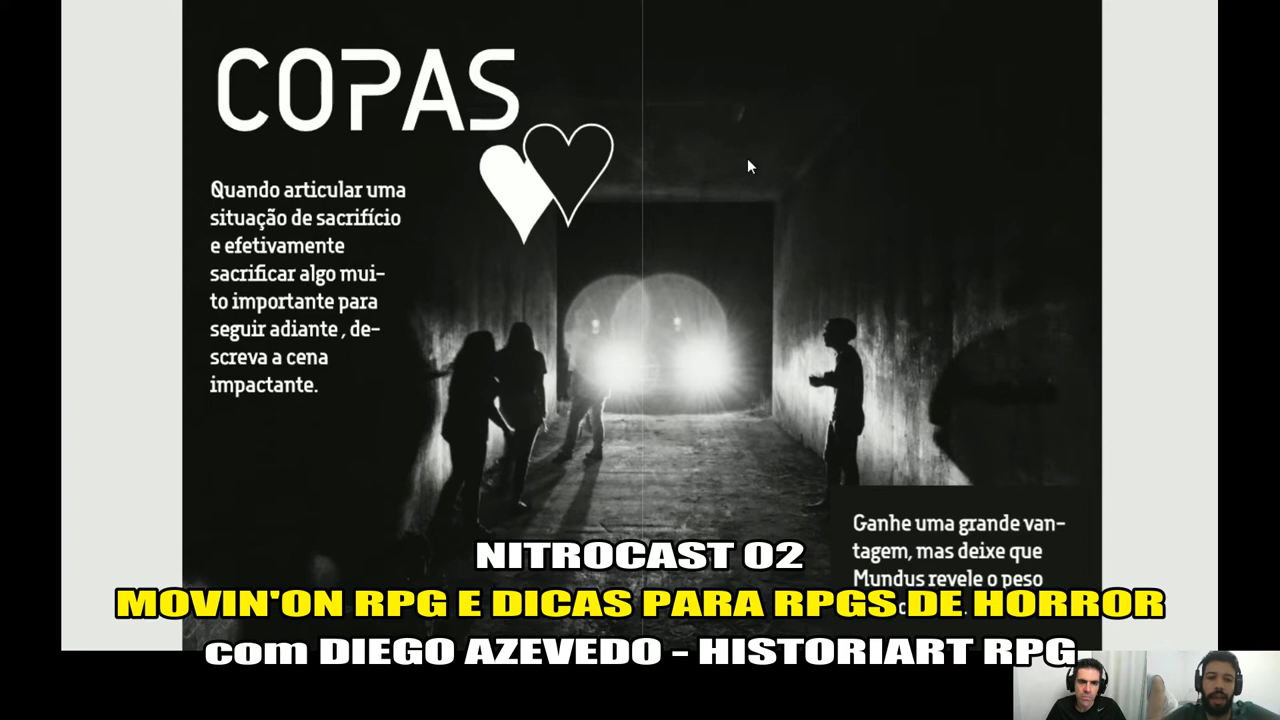 COPAS
Quando articular uma
situação de sacrifício
e efetivamente
sacrificar algo mui-
to importante para
seguir adiante , de-
screva a cena
impactante.
Ganhe uma grande van-
tagem, mas deixe que
Mundus revele o peso
NITROCAST 02
MOVIN'ON RPG E DICAS PARA RPGS DE HORROR
com DIEGO AZEVEDO - HISTORIART RPG